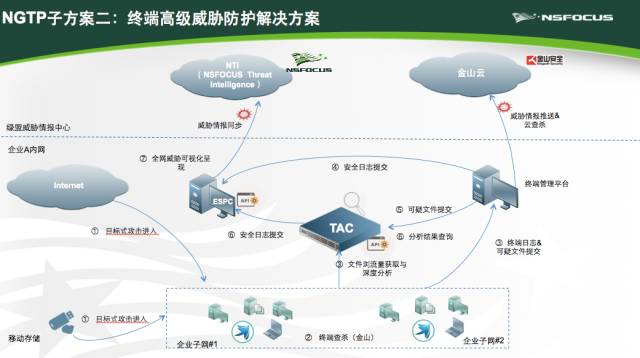 NGTP子方案二：终端高级威胁防护解决方案
NSFOCUS
NTI
（NSFOCUS Threat
Intelligence）
NSFOCUS
金山云
金山安全
威胁情报同步
威胁情报推送&
云查杀
绿盟威胁情报中心
企业A内网
⑦ 全网威胁可视化呈
现
④ 安全日志提交
Internet
ESPC
API
终端管理平台
⑤ 可疑文件提交
① 目标式攻击进入
⑥ 安全日志提交
TAC
API
⑥ 分析结果查询
③ 终端日志&
可疑文件提交
③ 文件浏流量获取与
深度分析
移动存储
① 目标式攻击进入
企业子网#1
② 终端查杀（金山）
企业子网#2